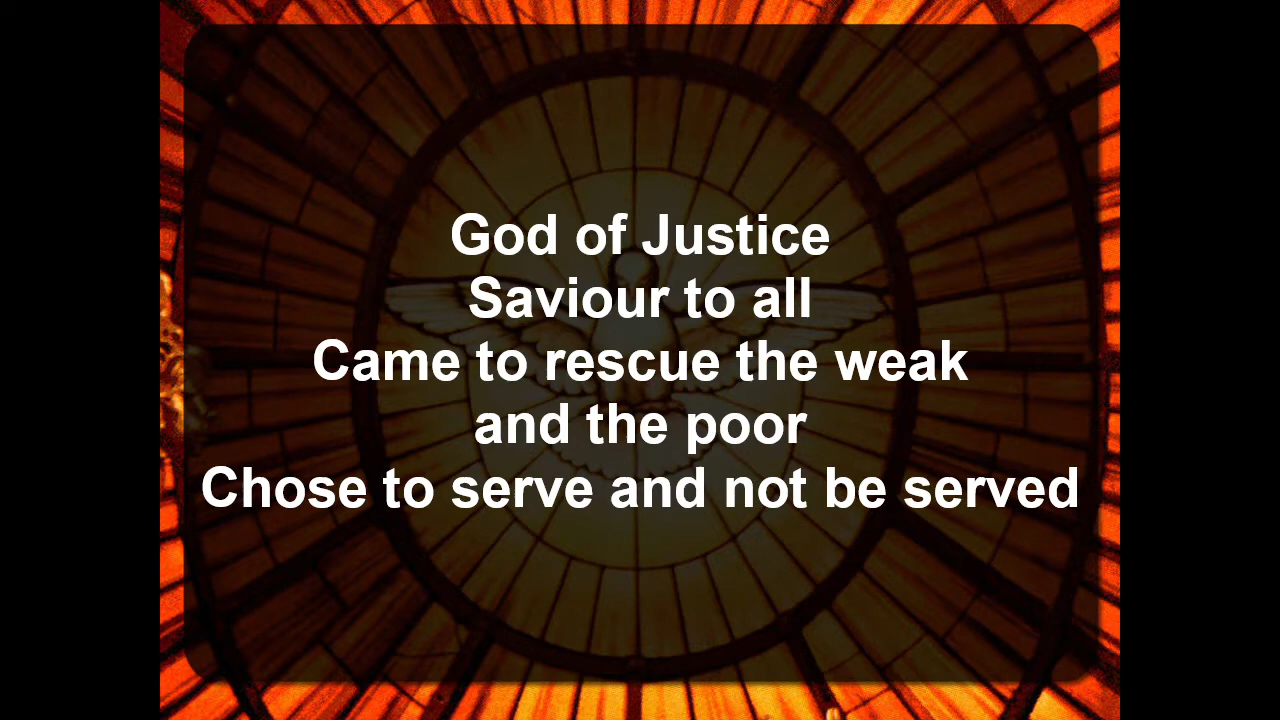 God of Justice
Saviour to all
Came to rescue the weak
and the poor
Chose to serve and not be served